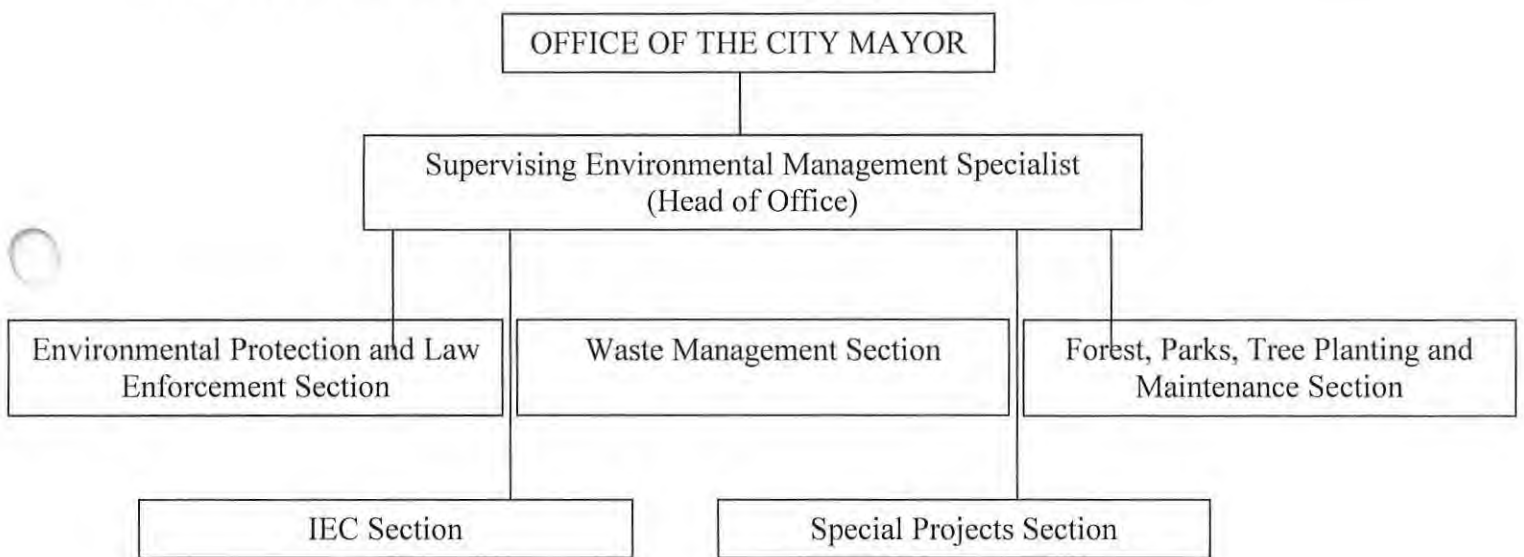 OFFICE OF THE CITY MAYOR
Supervising Environmental Management Specialist
(Head of Office)
Environmental Protection and Law
Enforcement Section
Waste Management Section
Forest, Parks, Tree Planting and
Maintenance Section
IEC Section
Special Projects Section